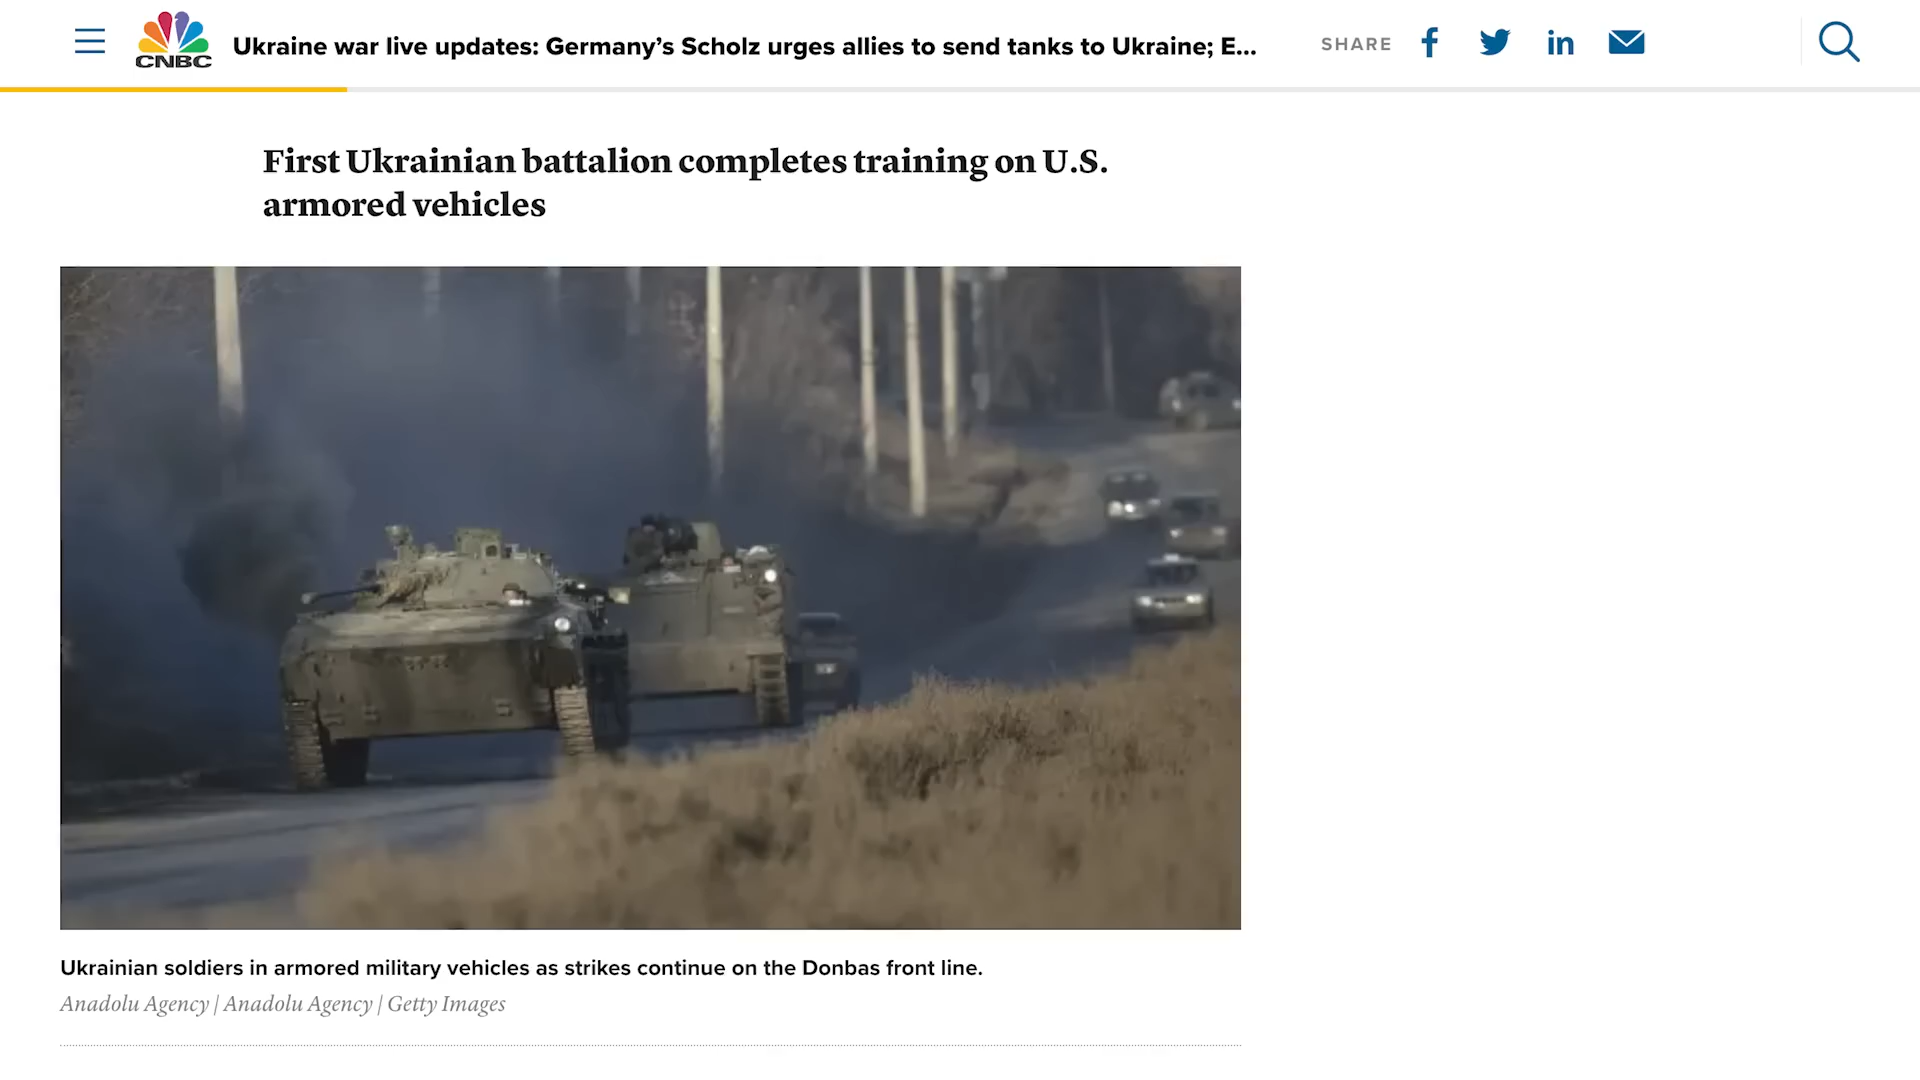 CNBC
Ukraine war live updates: Germany’s Scholz urges allies to send tanks to Ukraine; E...
SHARE
First Ukrainian battalion completes training on U.S.
armored vehicles
Ukrainian soldiers in armored military vehicles as strikes continue on the Donbas front line.
Anadolu Agency | Anadolu Agency | Getty Images